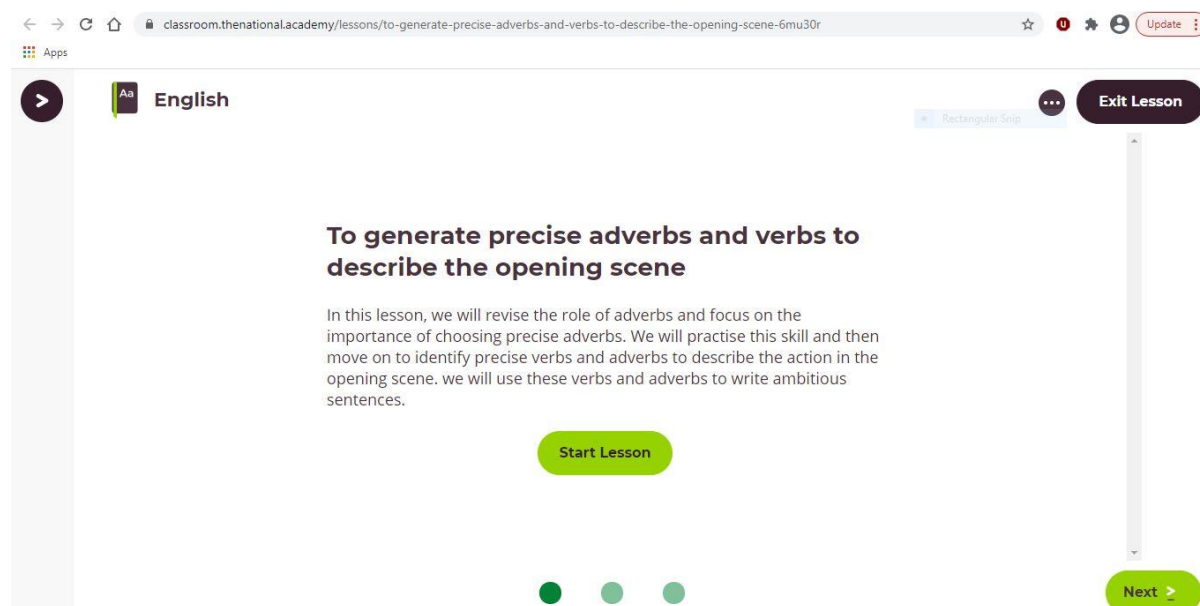 classroom.thenational.academy/lessons/to-generate-precise-adverbs-and-verbs-to-describe-the-opening-scene-6mu30r
Update
Apps
Aa
English
Rectangular Snip
Exit Lesson
To generate precise adverbs and verbs to
describe the opening scene
In this lesson, we will revise the role of adverbs and focus on the
importance of choosing precise adverbs. We will practise this skill and then
move on to identify precise verbs and adverbs to describe the action in the
opening scene. we will use these verbs and adverbs to write ambitious
sentences.
Start Lesson
Next